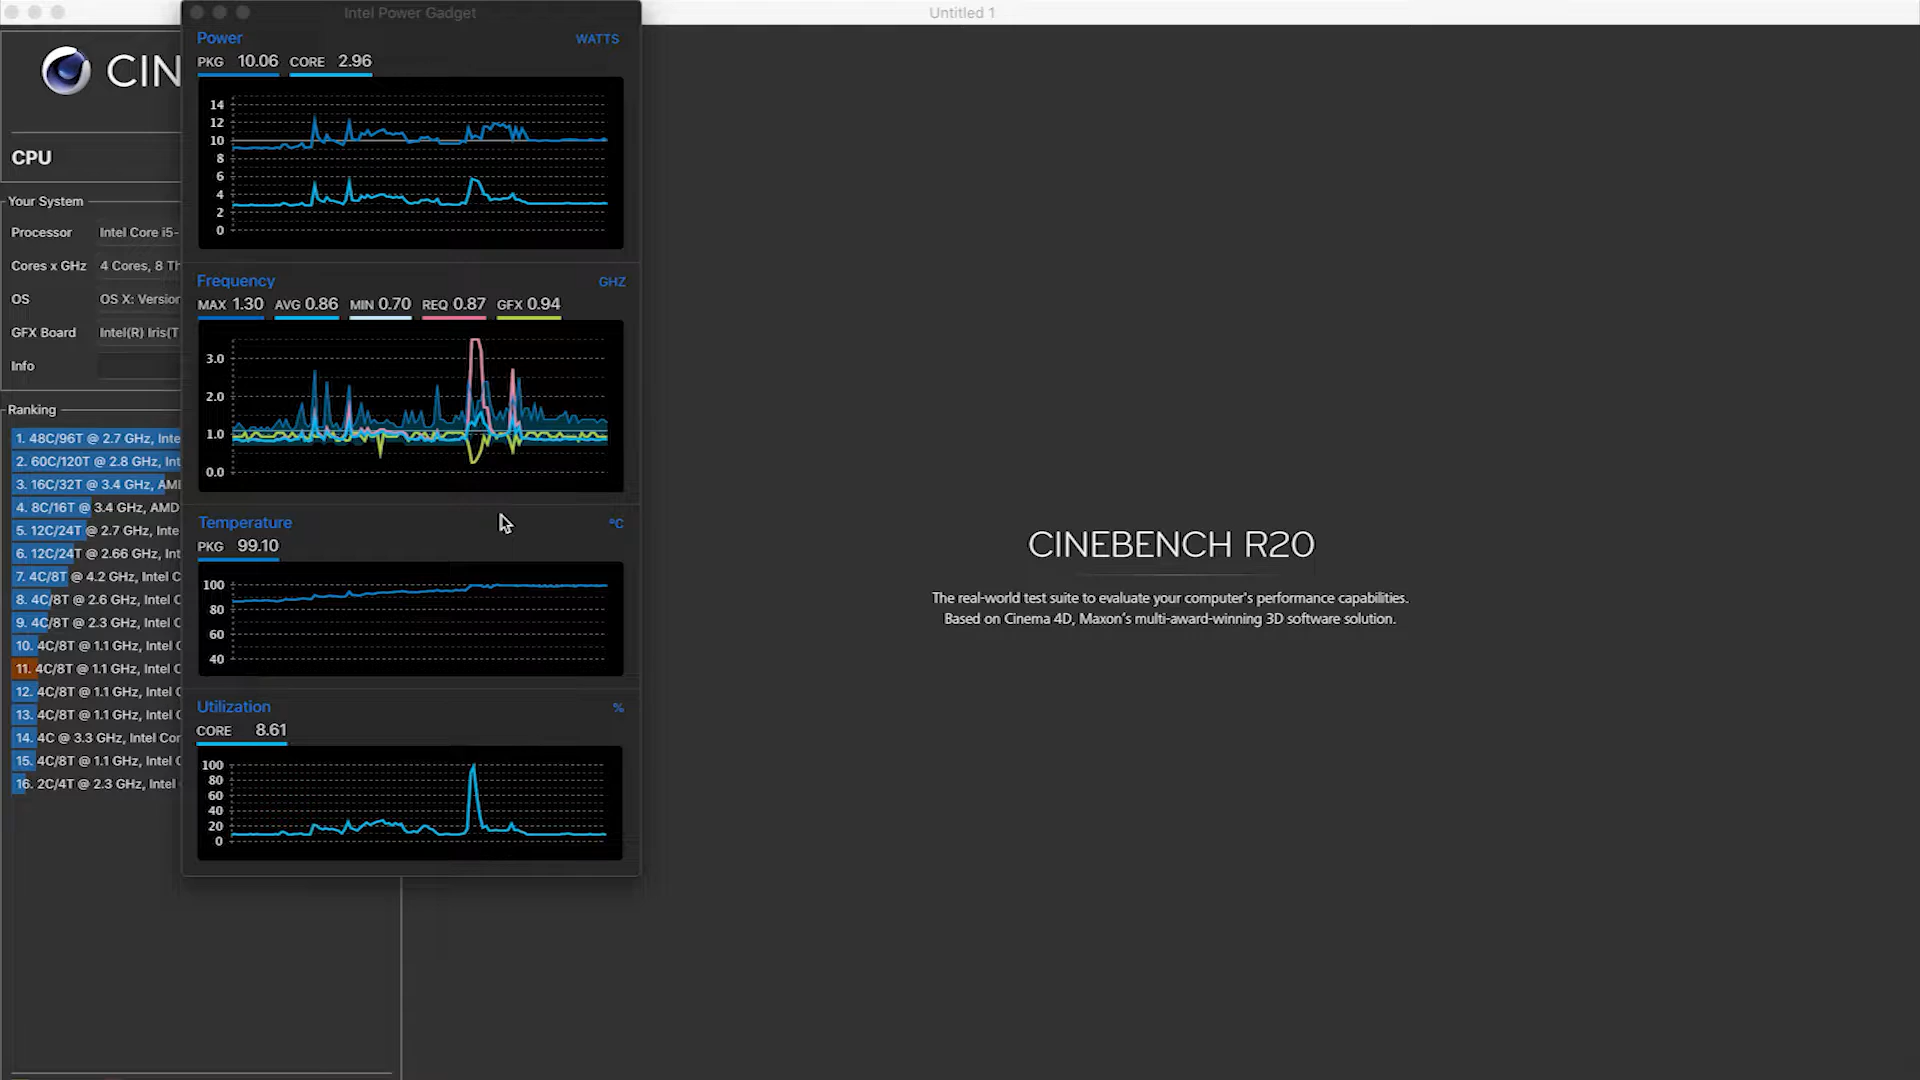 Untitled 1
CIN
CPU
Your System
Processor Intel Core i5-
Cores x GHz 4 Cores, 8 Th
OS OS X: Version
GFX Board Intel(R) Iris(T
Info
Ranking
1. 48C/96T @ 2.7 GHz, Inte
2. 60C/120T @ 2.8 GHz, Int
3. 16C/32T @ 3.4 GHz, AMD
4. 8C/16T @ 3.4 GHz, AMD
5. 12C/24T @ 2.7 GHz, Inte
6. 12C/24T @ 2.66 GHz, Int
7. 4C/8T @ 4.2 GHz, Intel C
8. 4C/8T @ 2.6 GHz, Intel C
9. 4C/8T @ 2.3 GHz, Intel C
10. 4C/8T @ 1.1 GHz, Intel C
11. 4C/8T @ 1.1 GHz, Intel C
12. 4C/8T @ 1.1 GHz, Intel C
13. 4C/8T @ 1.1 GHz, Intel C
14. 4C @ 3.3 GHz, Intel Cor
15. 4C/8T @ 1.1 GHz, Intel C
16. 2C/4T @ 2.3 GHz, Intel
Intel Power Gadget
Power WATTS
PKG 10.06 CORE 2.96
14
12
10
8
6
4
2
0
Frequency GHZ
MAX 1.30 AVG 0.86 MIN 0.70 REQ 0.87 GFX 0.94
3.0
2.0
1.0
0.0
Temperature ºC
PKG 99.10
100
80
60
40
Utilization %
CORE 8.61
100
80
60
40
20
0
CINEBENCH R20
The real-world test suite to evaluate your computer's performance capabilities.
Based on Cinema 4D, Maxon's multi-award-winning 3D software solution.